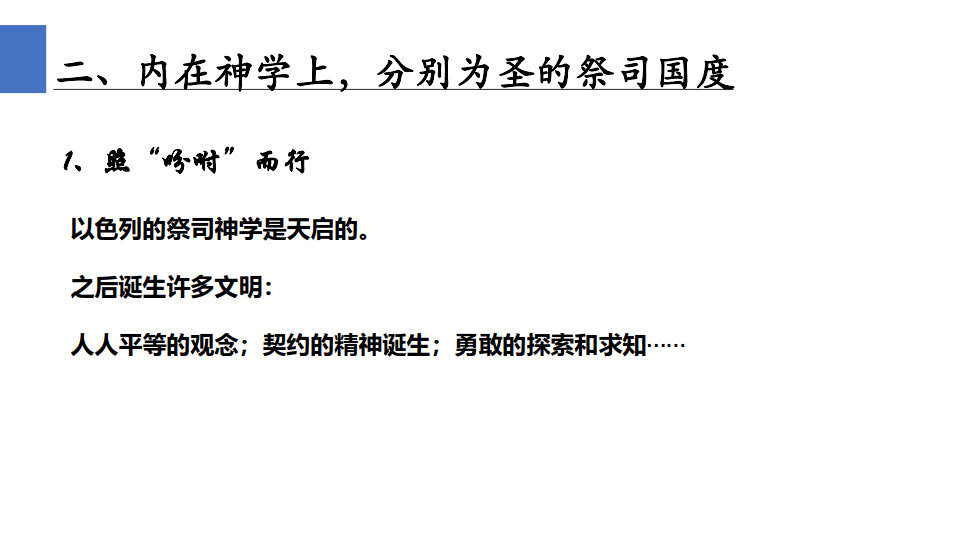 二、内在神学上，分别为圣的祭司国度
1、照“吩咐”而行
以色列的祭司神学是天启的。
之后诞生许多文明：
人人平等的观念；契约的精神诞生；勇敢的探索和求知……